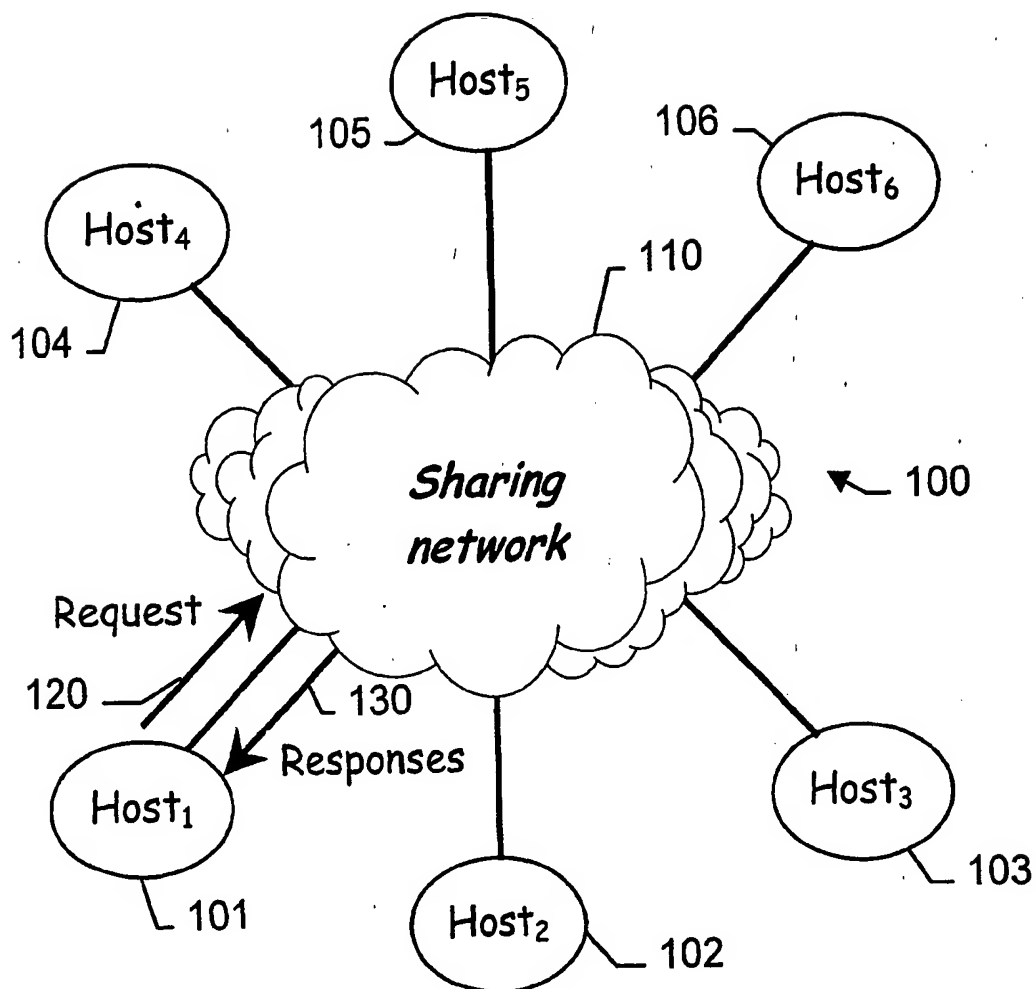 Host₅
105
106
Host₆
Host₄
104
110
Sharing
network
100
Request
120
130
Responses
Host₁
101
Host₂
102
Host₃
103